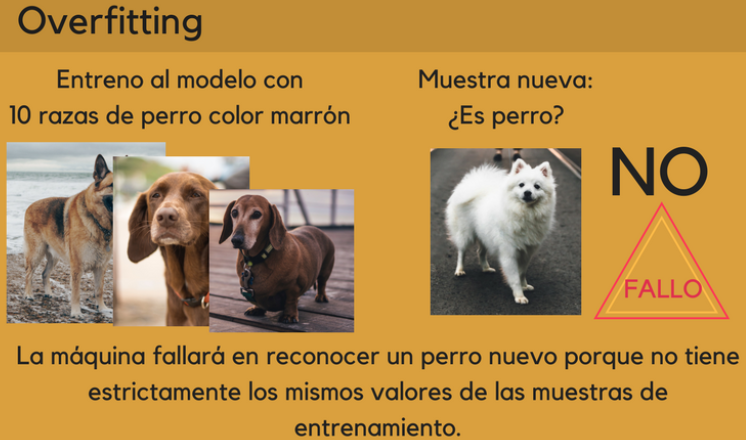 Overfitting
Entreno al modelo con
10 razas de perro color marrón
Muestra nueva:
¿Es perro?
NO
FALLO
La máquina fallará en reconocer un perro nuevo porque no tiene
estrictamente los mismos valores de las muestras de
entrenamiento.